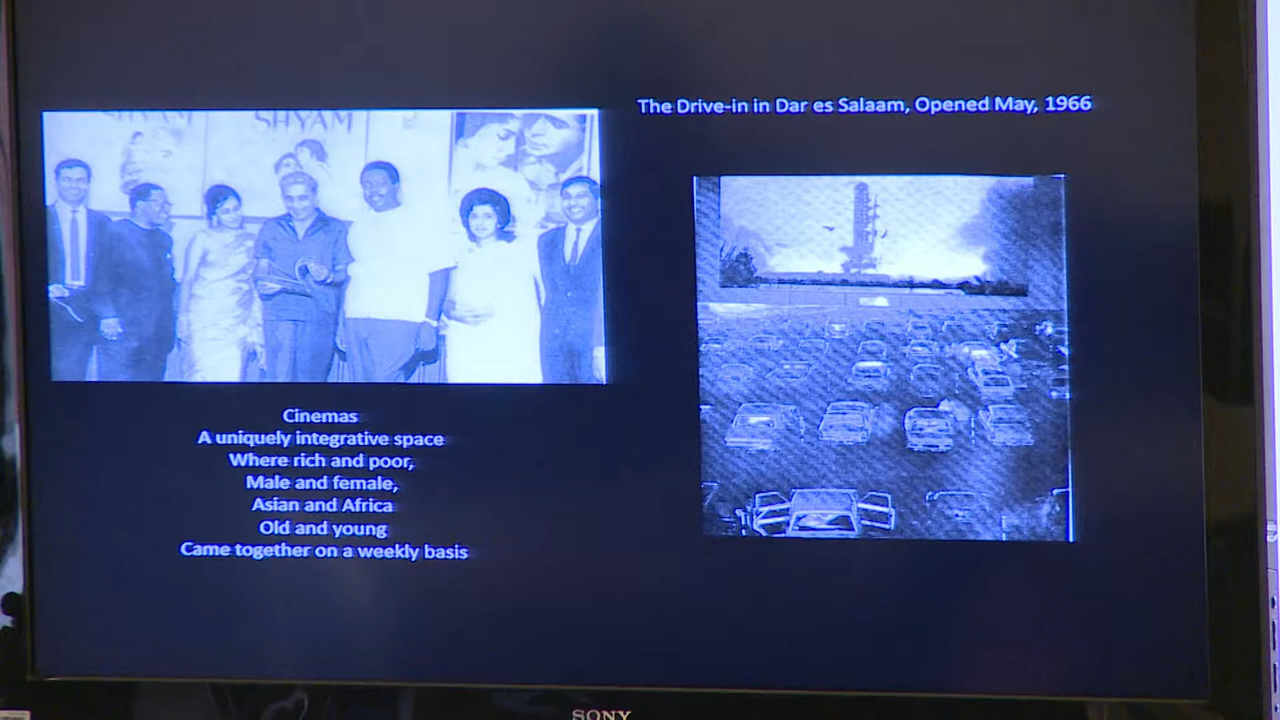 The Drive-in in Dar es Salaam, Opened May, 1966
SHYAM
SHYAM
Cinemas
A uniquely integrative space
Where rich and poor,
Male and female,
Asian and Africa
Old and young
Came together on a weekly basis
SONY